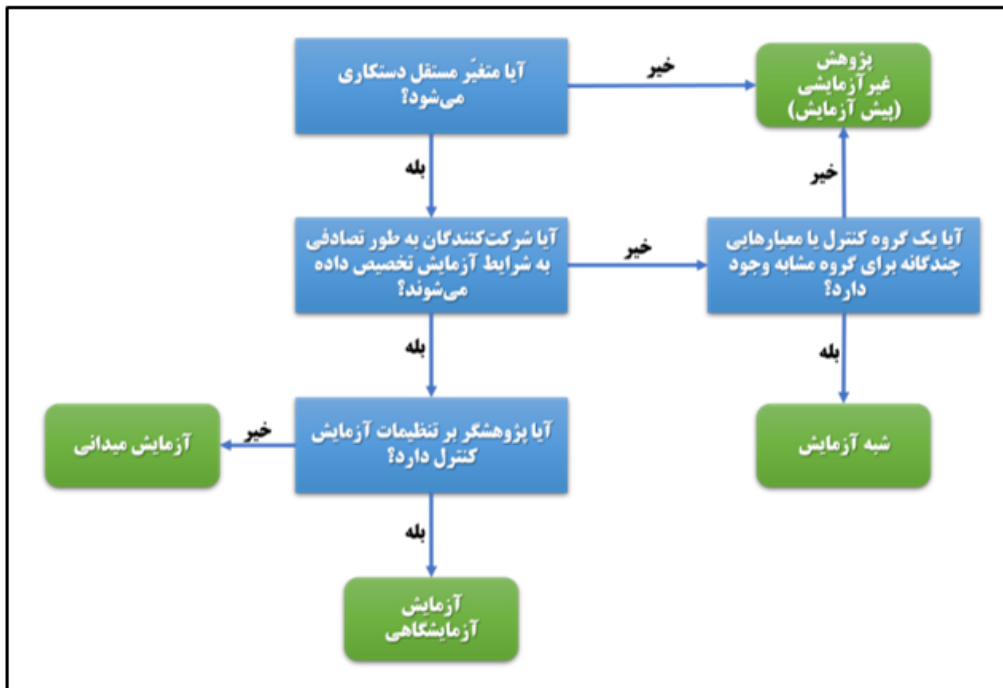 آیا متغیّر مستقل دستکاری
می‌شود؟
خیر
پژوهش
غیرآزمایشی
(پیش آزمایش)
بله
خیر
آیا شرکت‌کنندگان به طور تصادفی
به شرایط آزمایش تخصیص داده
می‌شوند؟
خیر
آیا یک گروه کنترل یا معیارهایی
چندگانه برای گروه مشابه وجود
دارد؟
بله
بله
آیا پژوهشگر بر تنظیمات آزمایش
کنترل دارد؟
خیر
آزمایش میدانی
شبه آزمایش
بله
آزمایش
آزمایشگاهی